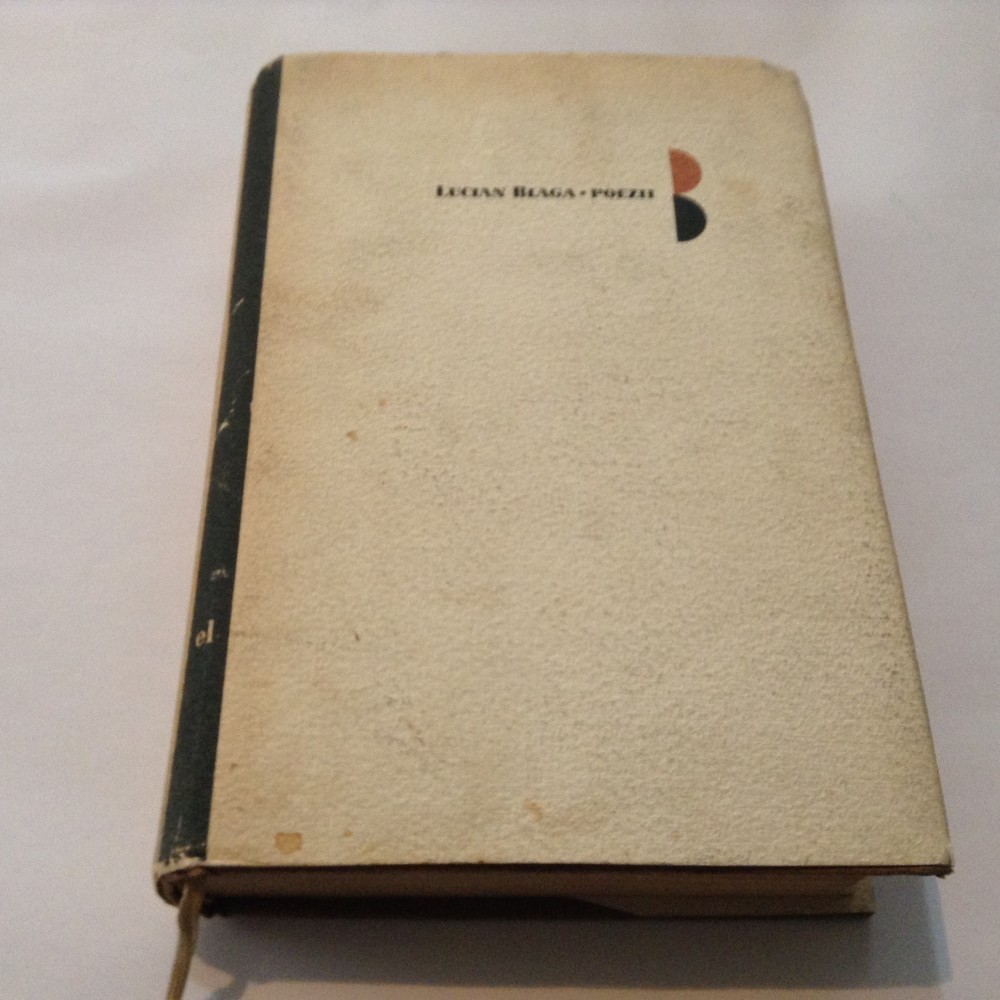 LUCIAN BLAGA • POEZII
el